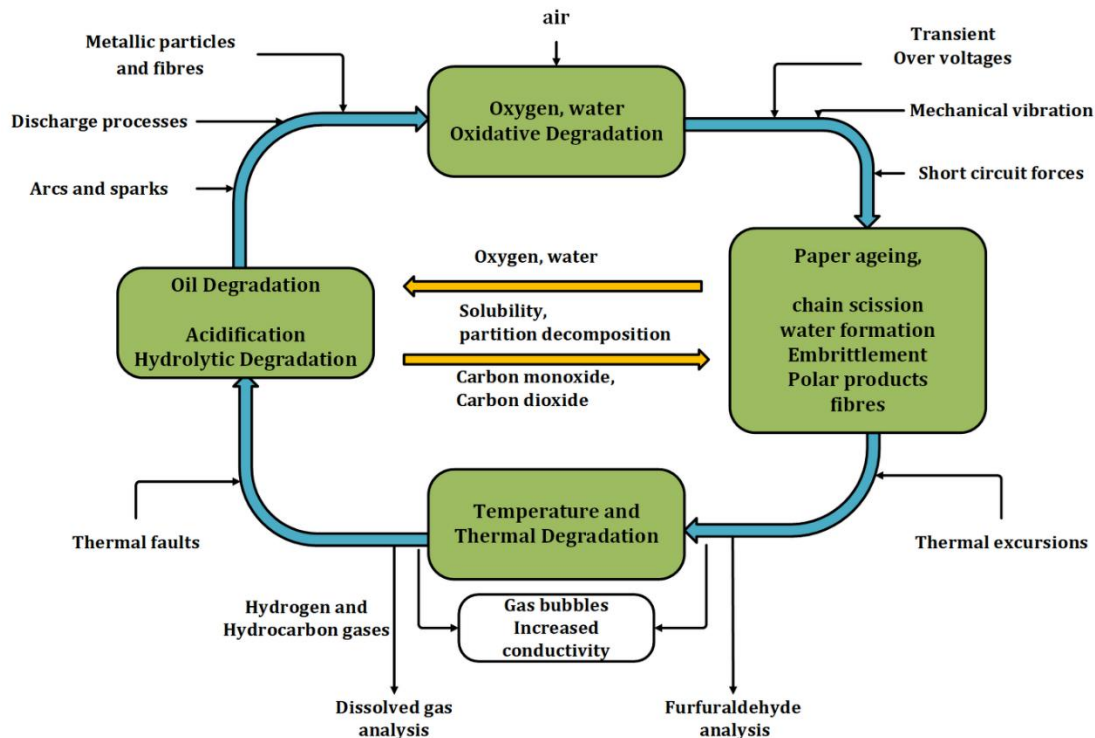 air
Metallic particles
and fibres
Transient
Over voltages
Oxygen, water
Oxidative Degradation
Discharge processes
Mechanical vibration
Arcs and sparks
Short circuit forces
Oxygen, water
Paper ageing,
chain scission
water formation
Embrittlement
Polar products
fibres
Oil Degradation
Acidification
Hydrolytic Degradation
Solubility,
partition decomposition
Carbon monoxide,
Carbon dioxide
Temperature and
Thermal Degradation
Thermal faults
Thermal excursions
Hydrogen and
Hydrocarbon gases
Gas bubbles
Increased
conductivity
Dissolved gas
analysis
Furfuraldehyde
analysis